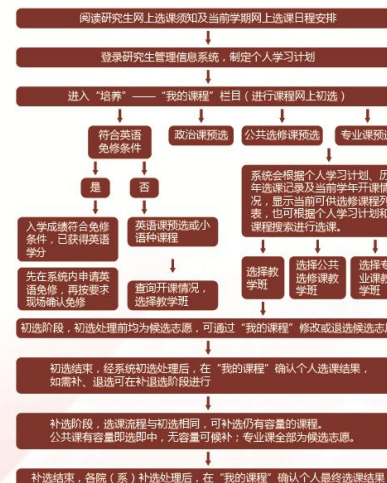 阅读研究生网上选课须知及当前学期网上选课日程安排
登录研究生管理信息系统，制定个人学习计划
进入“培养”——“我的课程”栏目（进行课程网上初选）
符合英语
免修条件
政治课预选
公共选修课预选
专业课预
是
否
系统会根据个人学习计划、历
年选课记录及当前学年开课情
况，显示当前可供选修课程列
表，也可根据个人学习计划和
课程搜索进行选课。
入学成绩符合免修
条件，已获得英语
学分
英语课预选或小
语种课程
先在系统内申请英
语免修，再按要求
现场确认免修
查询开课情况，
选择教学班
选择教
学班
选择公共
选修课教
学班
选择专
业课教
学班
初选阶段，初选处理前均为候选志愿，可通过“我的课程”修改或退选候选志愿
初选结束，经系统初选处理后，在“我的课程”确认个人选课结果，
如需补、退选可在补退选阶段进行
补选阶段，选课流程与初选相同，可补选仍有容量的课程。
公共课有容量即选即中，无容量可候补；专业课全部为候选志愿。
补选结束，各院（系）补选处理后，在“我的课程”确认个人最终选课结果